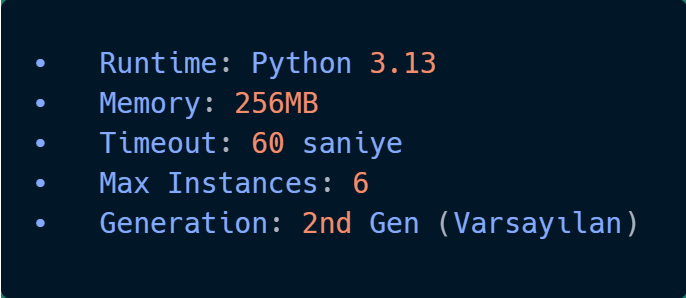 • Runtime: Python 3.13
• Memory: 256MB
• Timeout: 60 saniye
• Max Instances: 6
• Generation: 2nd Gen (Varsayılan)